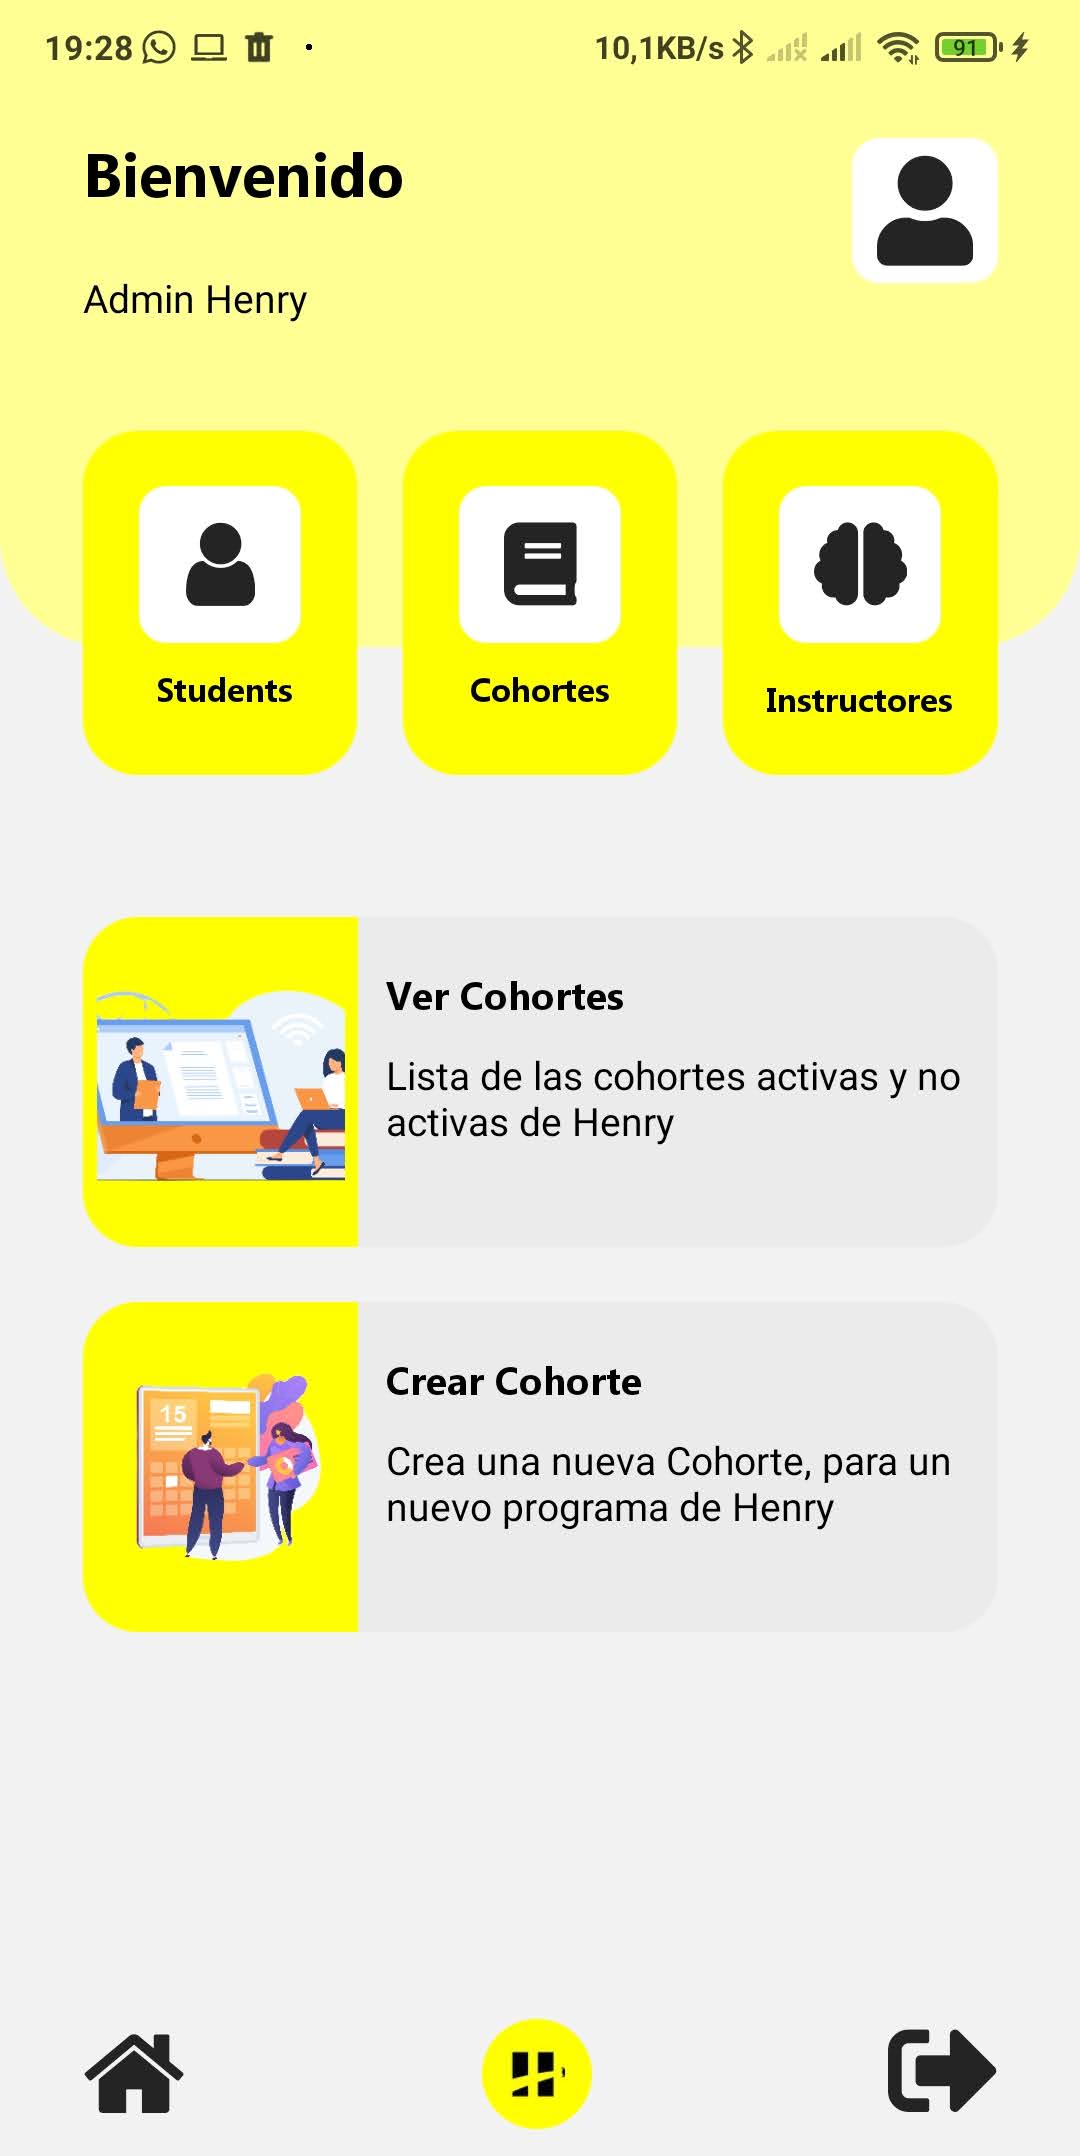 19:28
10,1KB/s
91
Bienvenido
Admin Henry
Students
Cohortes
Instructores
Ver Cohortes
Lista de las cohortes activas y no
activas de Henry
15
Crear Cohorte
Crea una nueva Cohorte, para un
nuevo programa de Henry